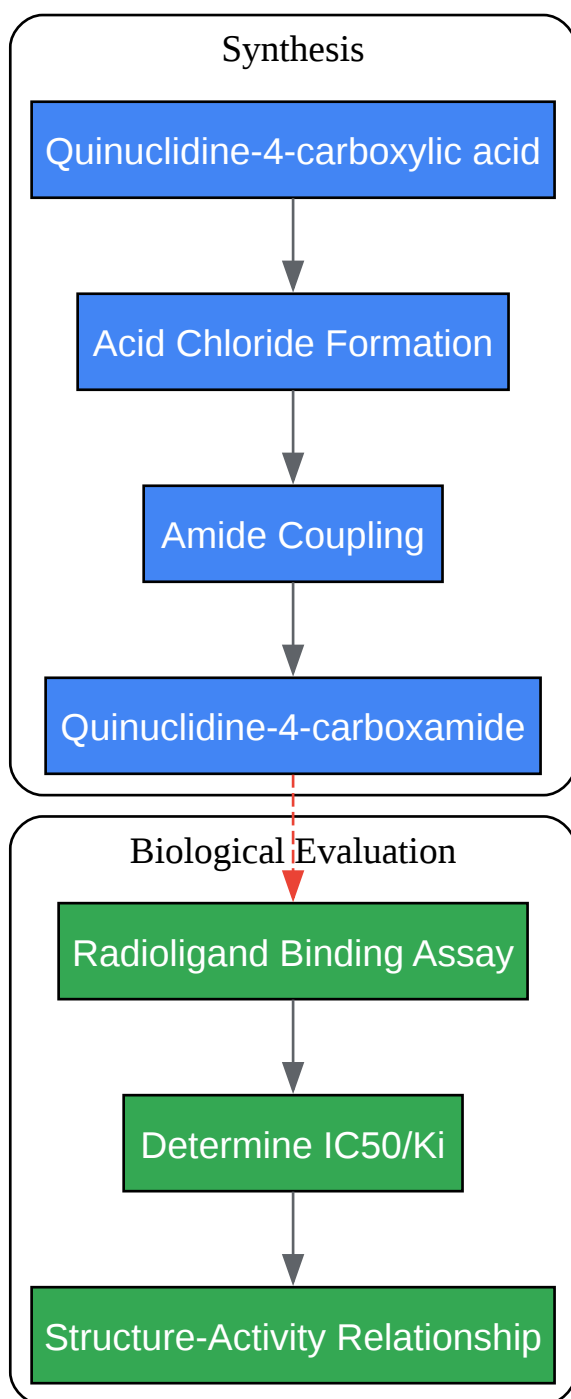 Synthesis
Quinuclidine-4-carboxylic acid
Acid Chloride Formation
Amide Coupling
Quinuclidine-4-carboxamide
Biological Evaluation
Radioligand Binding Assay
Determine IC50/Ki
Structure-Activity Relationship